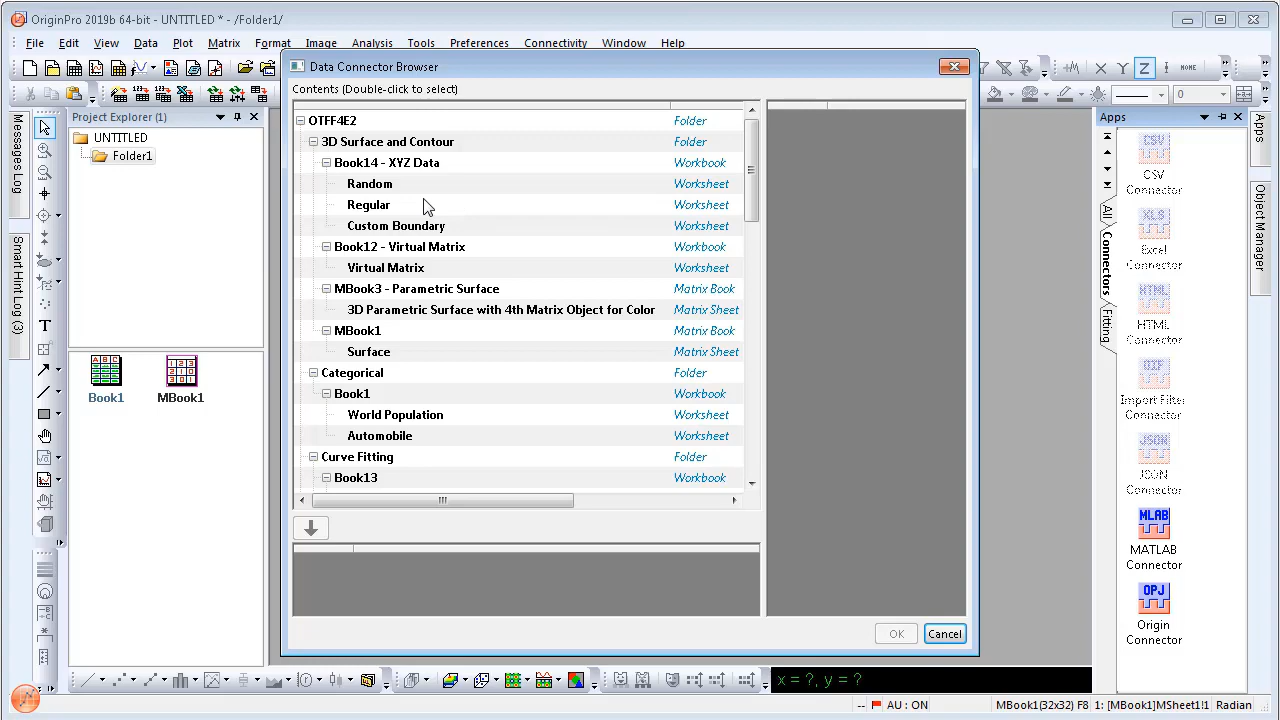 OriginPro 2019b 64-bit - UNTITLED * - /Folder1/
File Edit View Data Plot Matrix Format Image Analysis Tools Preferences Connectivity Window Help
Data Connector Browser
Contents (Double-click to select)
Project Explorer (1)
UNTITLED
Folder1
Messages Log
Smart Hint Log (3)
Book1
MBook1
OTFF4E2 Folder
3D Surface and Contour Folder
Book14 - XYZ Data Workbook
Random Worksheet
Regular Worksheet
Custom Boundary Worksheet
Book12 - Virtual Matrix Workbook
Virtual Matrix Worksheet
MBook3 - Parametric Surface Matrix Book
3D Parametric Surface with 4th Matrix Object for Color Matrix Sheet
MBook1 Matrix Book
Surface Matrix Sheet
Categorical Folder
Book1 Workbook
World Population Worksheet
Automobile Worksheet
Curve Fitting Folder
Book13 Workbook
OK Cancel
X Y Z NONE
0
Apps
All
Connectors
Fitting
CSV
CSV
Connector
XLS
Excel
Connector
HTML
HTML
Connector
Import Filter
Connector
JSON
JSON
Connector
MLAB
MATLAB
Connector
OPJ
Origin
Connector
Apps
Object Manager
x = ?, y = ?
-- AU : ON MBook1(32x32) F8 1: [MBook1]MSheet1!1 Radian